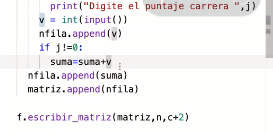 print("Digite el puntaje carrera ",j)
v = int(input())
nfila.append(v)
if j!=0:
suma=suma+v
nfila.append(suma)
matriz.append(nfila)
f.escribir_matriz(matriz,n,c+2)